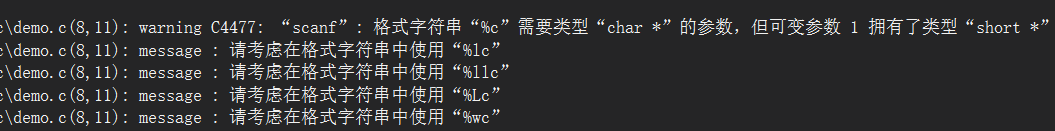 c\demo.c(8,11): warning C4477: “scanf”: 格式字符串“%c”需要类型“char *”的参数，但可变参数 1 拥有了类型“short *”
c\demo.c(8,11): message : 请考虑在格式字符串中使用“%lc”
c\demo.c(8,11): message : 请考虑在格式字符串中使用“%llc”
c\demo.c(8,11): message : 请考虑在格式字符串中使用“%Lc”
c\demo.c(8,11): message : 请考虑在格式字符串中使用“%wc”